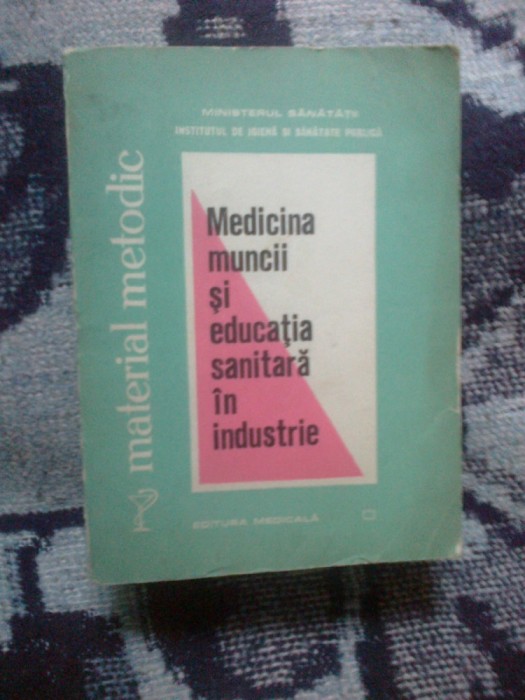 MINISTERUL SĂNĂTĂȚII
INSTITUTUL DE IGIENĂ ȘI SĂNĂTATE PUBLICĂ
material metodic
Medicina
muncii
și
educația
sanitară
în
industrie
EDITURA MEDICALĂ